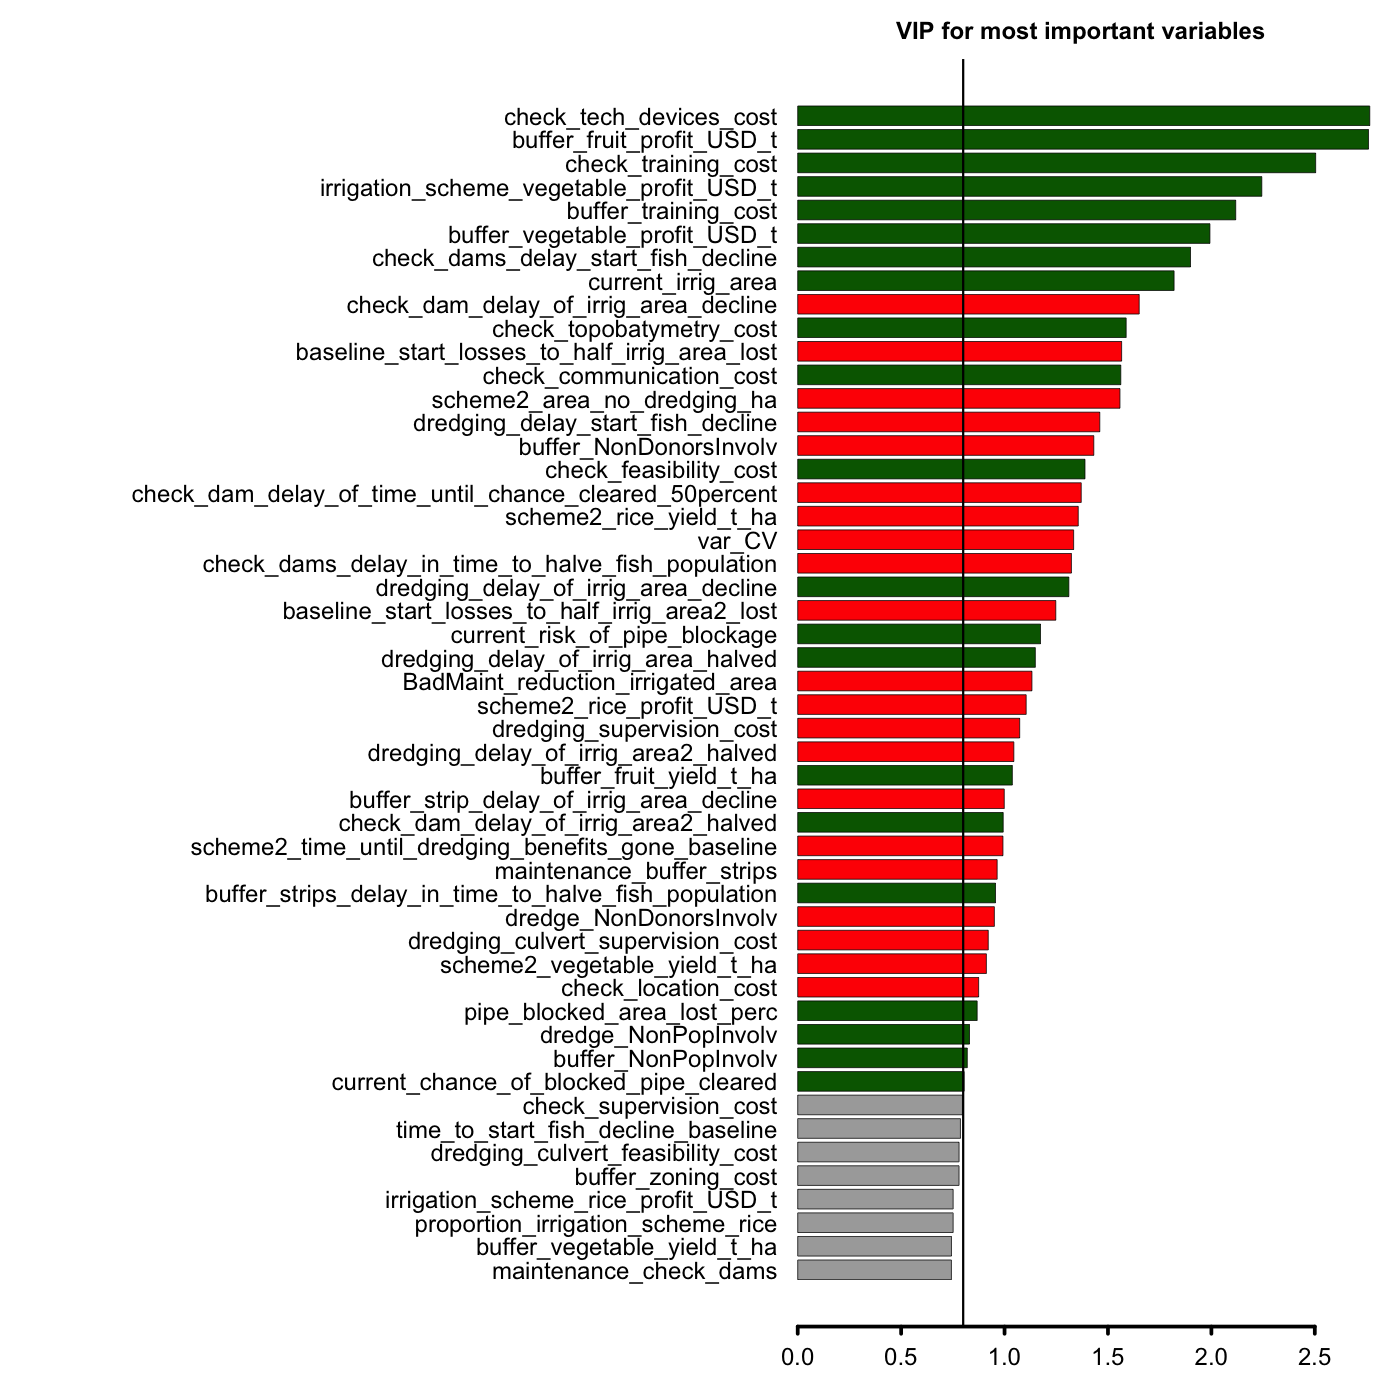 VIP for most important variables
check_tech_devices_cost
buffer_fruit_profit_USD_t
check_training_cost
irrigation_scheme_vegetable_profit_USD_t
buffer_training_cost
buffer_vegetable_profit_USD_t
check_dams_delay_start_fish_decline
current_irrig_area
check_dam_delay_of_irrig_area_decline
check_topobatymetry_cost
baseline_start_losses_to_half_irrig_area_lost
check_communication_cost
scheme2_area_no_dredging_ha
dredging_delay_start_fish_decline
buffer_NonDonorsInvolv
check_feasibility_cost
check_dam_delay_of_time_until_chance_cleared_50percent
scheme2_rice_yield_t_ha
var_CV
check_dams_delay_in_time_to_halve_fish_population
dredging_delay_of_irrig_area_decline
baseline_start_losses_to_half_irrig_area2_lost
current_risk_of_pipe_blockage
dredging_delay_of_irrig_area_halved
BadMaint_reduction_irrigated_area
scheme2_rice_profit_USD_t
dredging_supervision_cost
dredging_delay_of_irrig_area2_halved
buffer_fruit_yield_t_ha
buffer_strip_delay_of_irrig_area_decline
check_dam_delay_of_irrig_area2_halved
scheme2_time_until_dredging_benefits_gone_baseline
maintenance_buffer_strips
buffer_strips_delay_in_time_to_halve_fish_population
dredge_NonDonorsInvolv
dredging_culvert_supervision_cost
scheme2_vegetable_yield_t_ha
check_location_cost
pipe_blocked_area_lost_perc
dredge_NonPopInvolv
buffer_NonPopInvolv
current_chance_of_blocked_pipe_cleared
check_supervision_cost
time_to_start_fish_decline_baseline
dredging_culvert_feasibility_cost
buffer_zoning_cost
irrigation_scheme_rice_profit_USD_t
proportion_irrigation_scheme_rice
buffer_vegetable_yield_t_ha
maintenance_check_dams
0.0 0.5 1.0 1.5 2.0 2.5